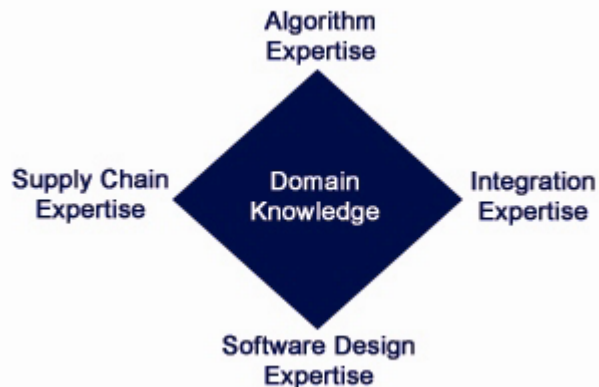 Algorithm
Expertise
Supply Chain
Expertise
Domain
Knowledge
Integration
Expertise
Software Design
Expertise